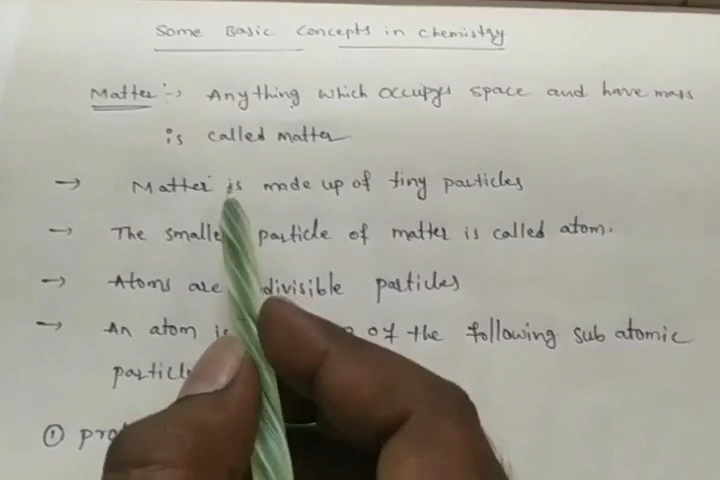 Some Basic Concepts in Chemistry
Matter :-> Anything which occupys space and have mass
is called matter
-> Matter is made up of tiny particles
-> The particle of matter is called atom.
-> Atoms are divisible particles
-> An atom of the following sub atomic
①